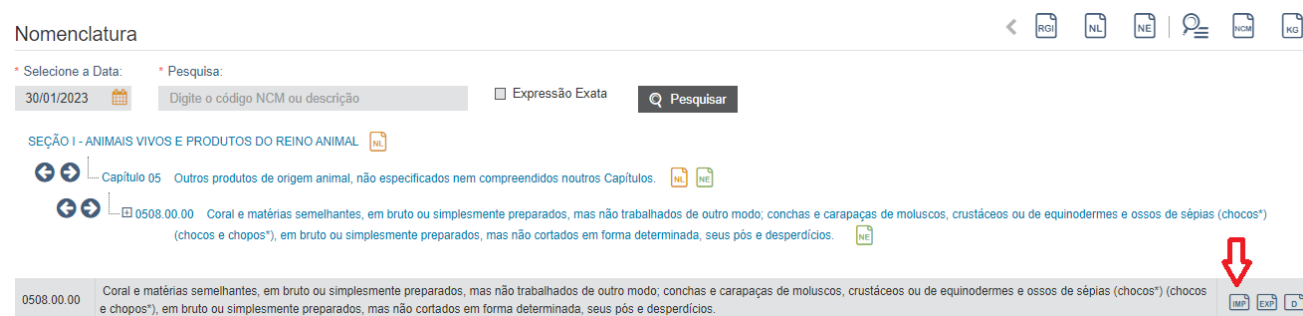 Nomenclatura
RGI NL NE NCM KG
* Selecione a Data: * Pesquisa:
30/01/2023 Digite o código NCM ou descrição Expressão Exata Pesquisar
SEÇÃO I - ANIMAIS VIVOS E PRODUTOS DO REINO ANIMAL NL
Capítulo 05 Outros produtos de origem animal, não especificados nem compreendidos noutros Capítulos. NL NE
0508.00.00 Coral e matérias semelhantes, em bruto ou simplesmente preparados, mas não trabalhados de outro modo; conchas e carapaças de moluscos, crustáceos ou de equinodermes e ossos de sépias (chocos*)
(chocos e chopos*), em bruto ou simplesmente preparados, mas não cortados em forma determinada, seus pós e desperdícios. NE
0508.00.00 Coral e matérias semelhantes, em bruto ou simplesmente preparados, mas não trabalhados de outro modo; conchas e carapaças de moluscos, crustáceos ou de equinodermes e ossos de sépias (chocos*) (chocos
e chopos*), em bruto ou simplesmente preparados, mas não cortados em forma determinada, seus pós e desperdícios. IMP EXP D